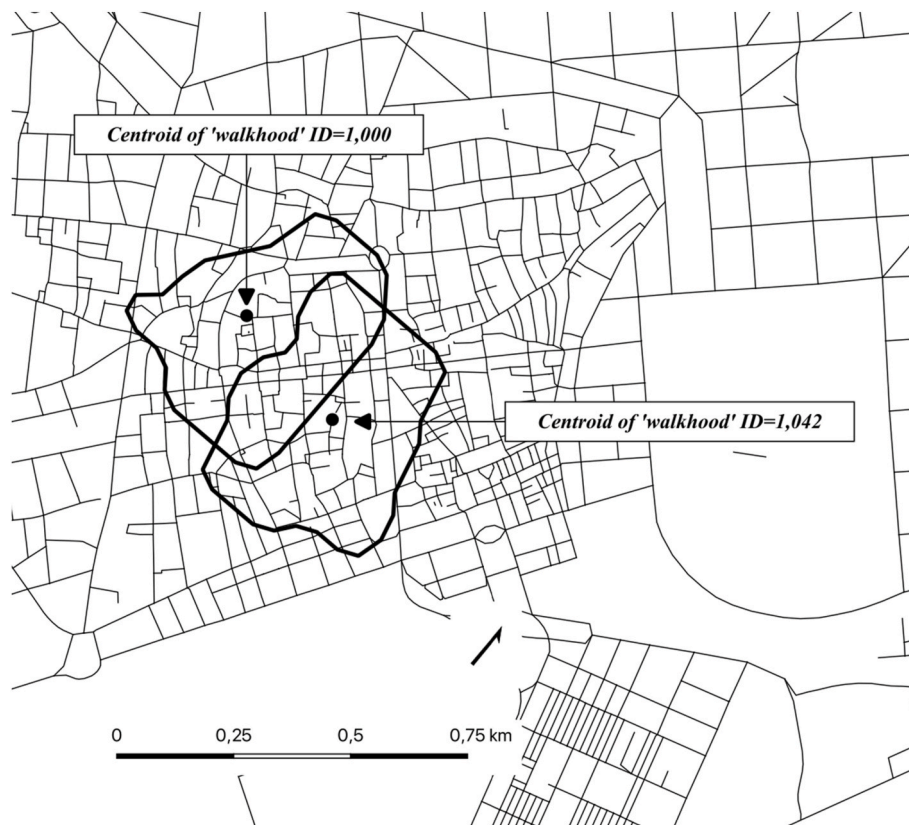 Centroid of 'walkhood' ID=1,000
Centroid of 'walkhood' ID=1,042
0 0,25 0,5 0,75 km